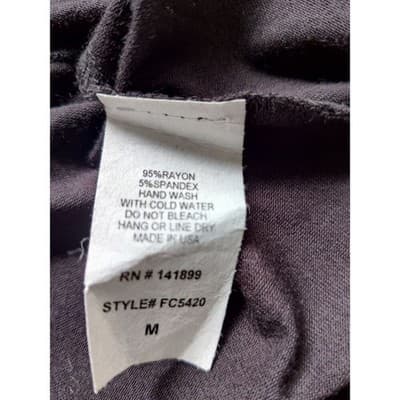 95%RAYON
5%SPANDEX
HAND WASH
WITH COLD WATER
DO NOT BLEACH
HANG OR LINE DRY
MADE IN USA
RN # 141899
STYLE# FC5420
M